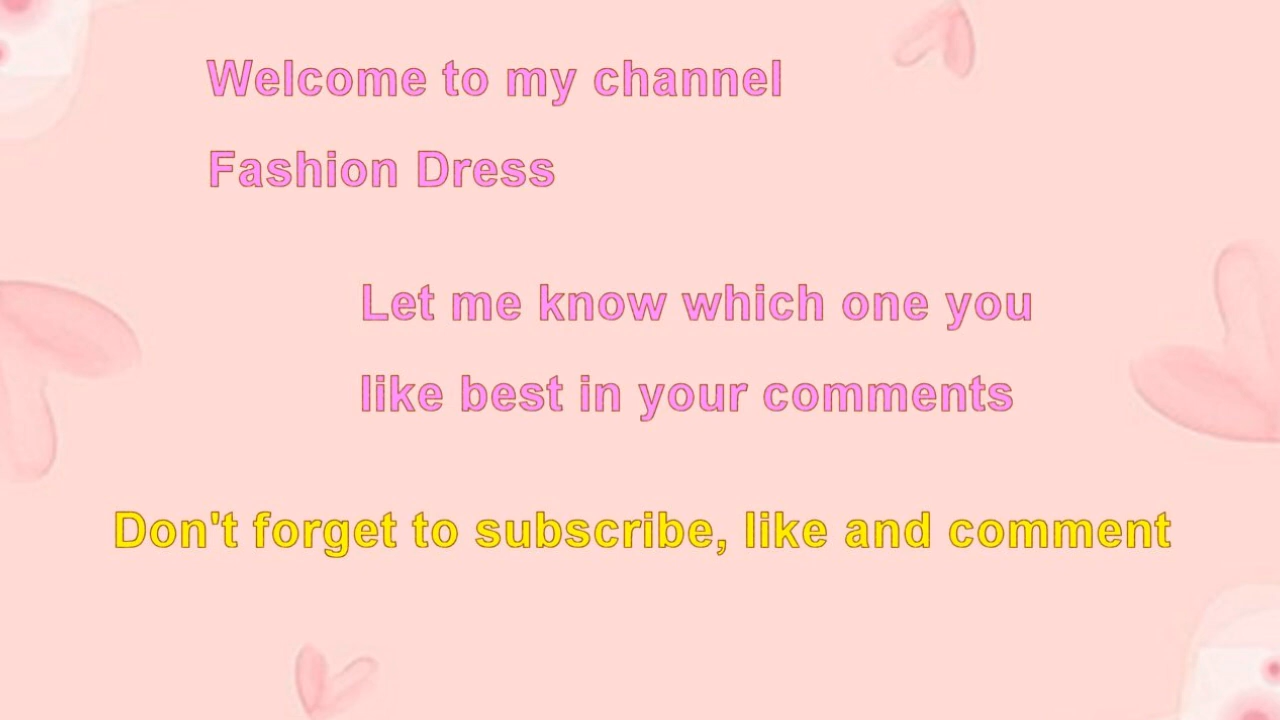 Welcome to my channel
Fashion Dress
Let me know which one you
like best in your comments
Don't forget to subscribe, like and comment